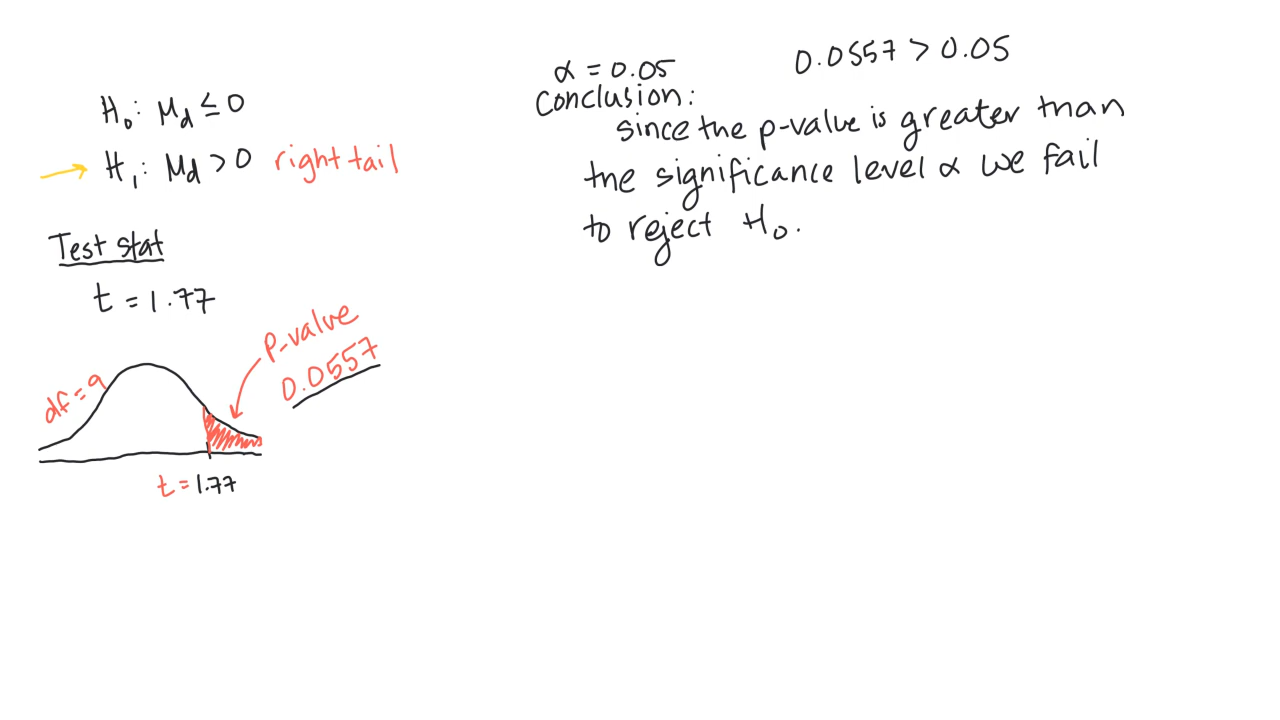 H₀: μd ≤ 0
H₁: μd > 0 right tail
Test stat
t = 1.77
df = 9
P-value
0.0557
t = 1.77
α = 0.05
0.0557 > 0.05
Conclusion:
since the p-value is greater than
the significance level α we fail
to reject H₀.